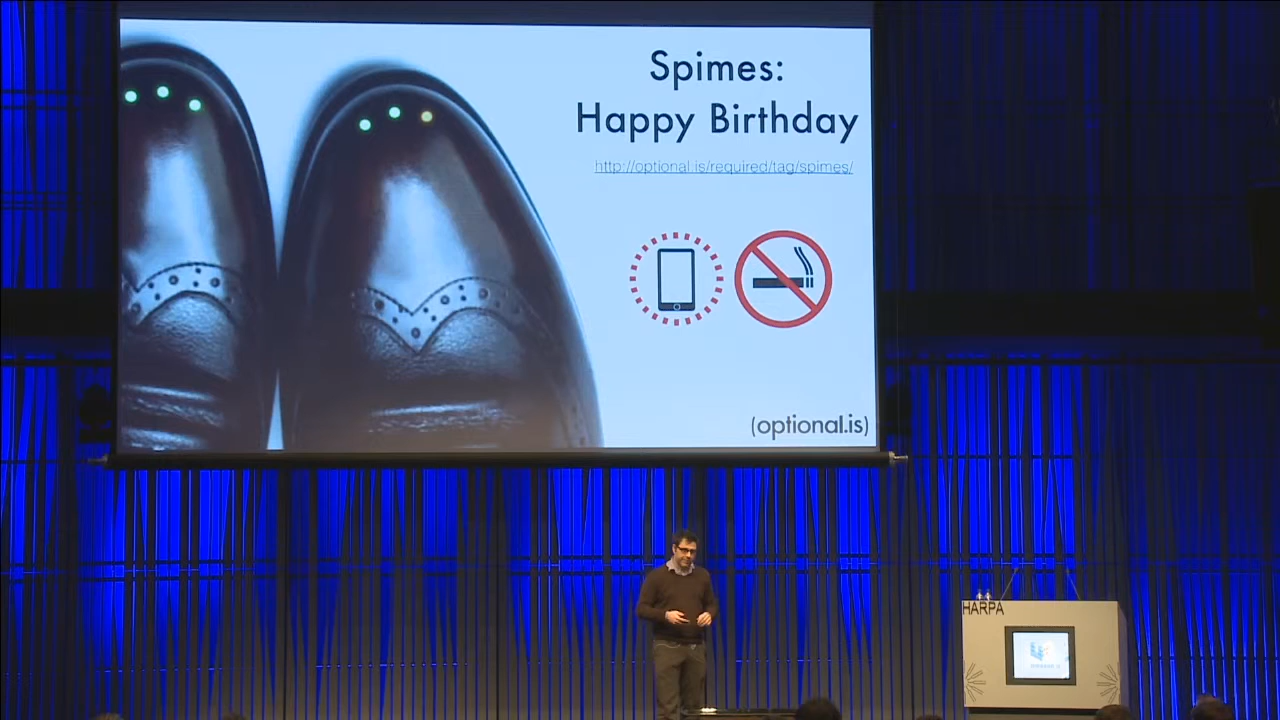 Spimes:
Happy Birthday
http://optional.is/required/tag/spimes/
(optional.is)
HARPA